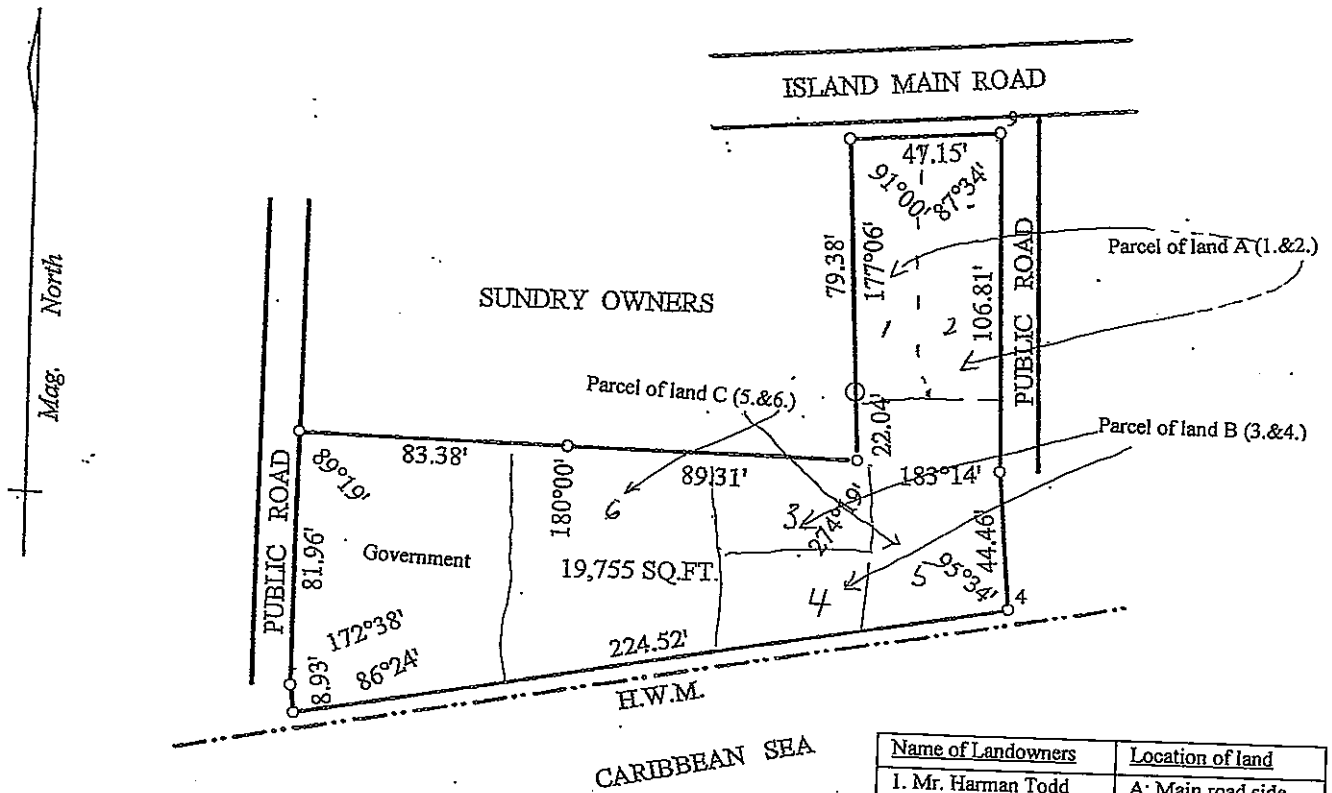 ISLAND MAIN ROAD
9
47.15'
91°00'
87°34'
Mag. North
79.38'
177°06'
106.81'
PUBLIC ROAD
Parcel of land A (1.&2.)
SUNDRY OWNERS
1
2
Parcel of land C (5.&6.)
22.04'
Parcel of land B (3.&4.)
83.38'
89.31'
183°14'
89°19'
180°00'
6
3
PUBLIC ROAD
81.96'
Government
19,755 SQ.FT.
44.46'
4
5
95°34'
4
172°38'
86°24'
8.93'
224.52'
H.W.M.
CARIBBEAN SEA
Name of Landowners Location of land
1. Mr. Harman Todd A: Main road side